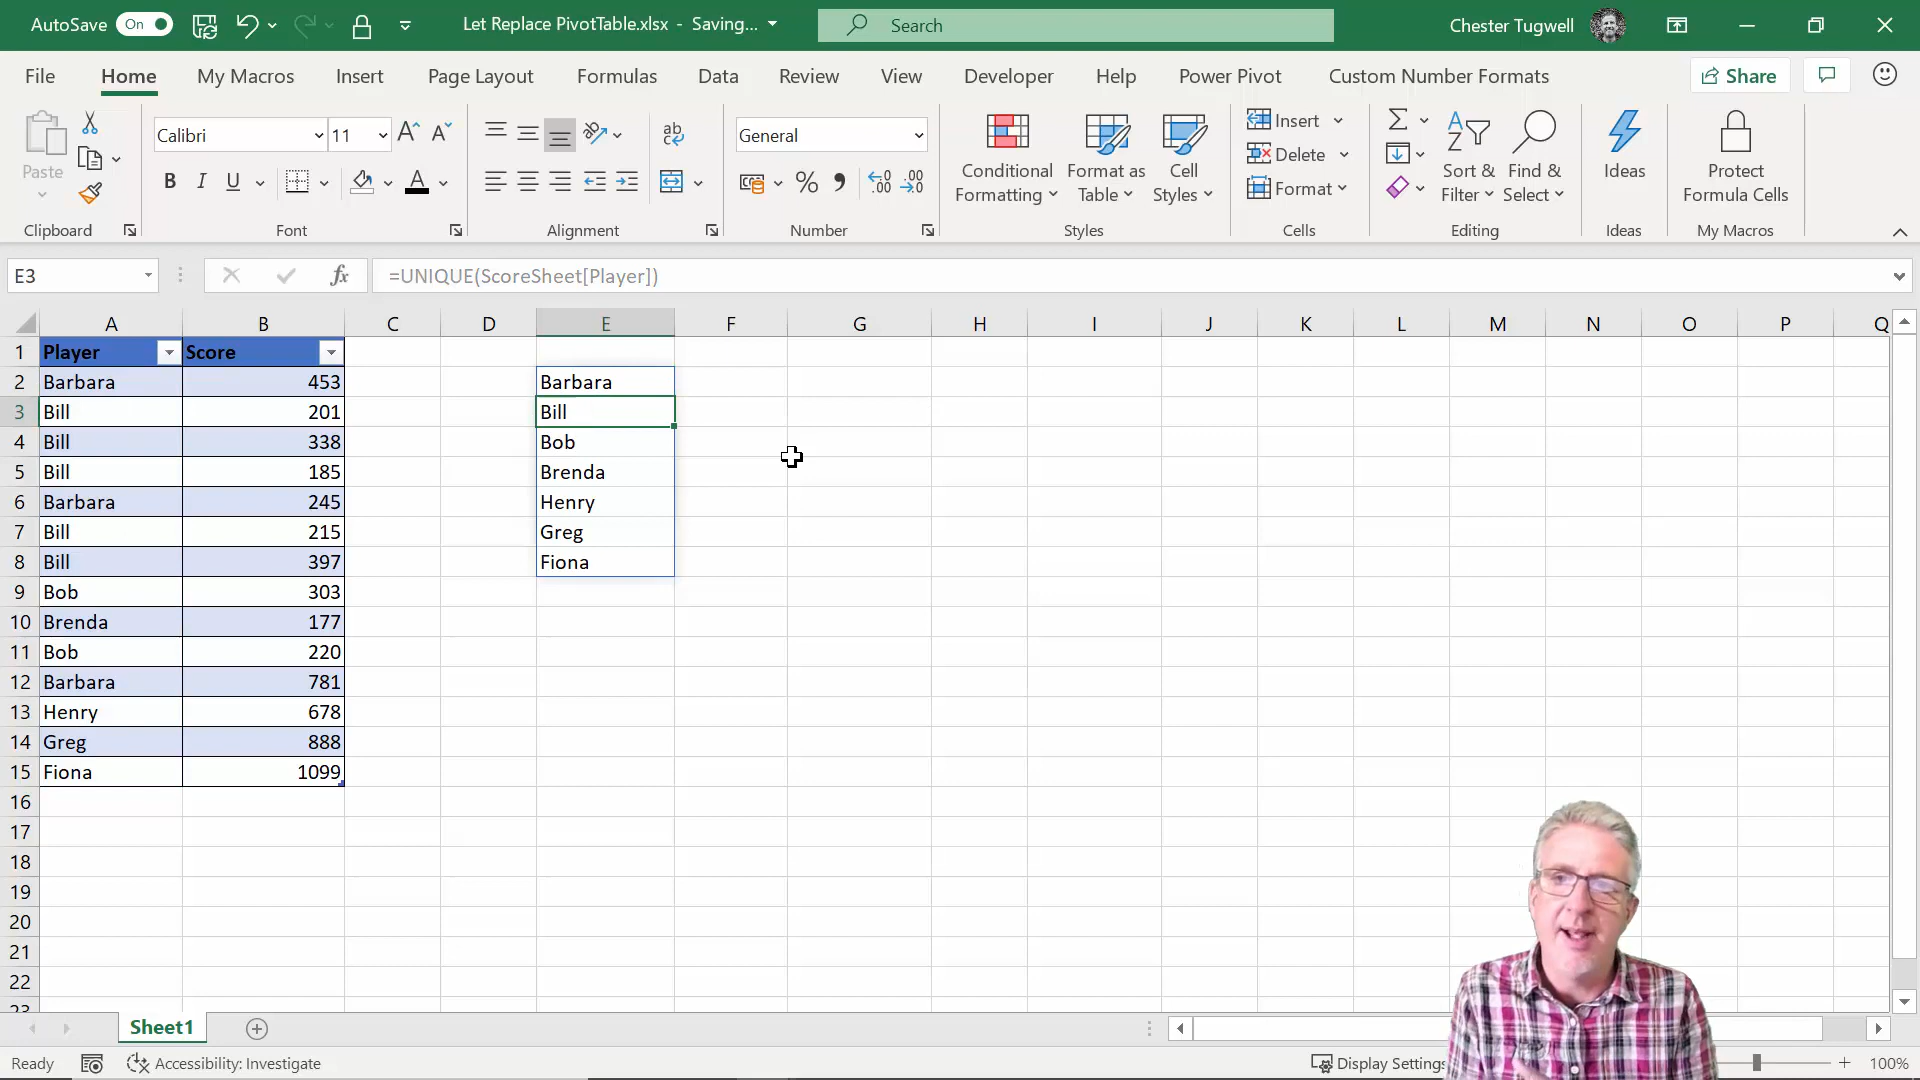 AutoSave On Let Replace PivotTable.xlsx - Saving... Search Chester Tugwell
File Home My Macros Insert Page Layout Formulas Data Review View Developer Help Power Pivot Custom Number Formats Share
Paste Calibri 11 ab General Conditional Formatting Format as Table Cell Styles Insert Delete Format Sort & Filter Find & Select Ideas Protect Formula Cells
B I U
Clipboard Font Alignment Number Styles Cells Editing Ideas My Macros
E3 fx =UNIQUE(ScoreSheet[Player])
A B C D E F G H I J K L M N O P Q
1 Player Score
2 Barbara 453 Barbara
3 Bill 201 Bill
4 Bill 338 Bob
5 Bill 185 Brenda
6 Barbara 245 Henry
7 Bill 215 Greg
8 Bill 397 Fiona
9 Bob 303
10 Brenda 177
11 Bob 220
12 Barbara 781
13 Henry 678
14 Greg 888
15 Fiona 1099
16
17
18
19
20
21
22
Sheet1
Ready Accessibility: Investigate Display Settings 100%